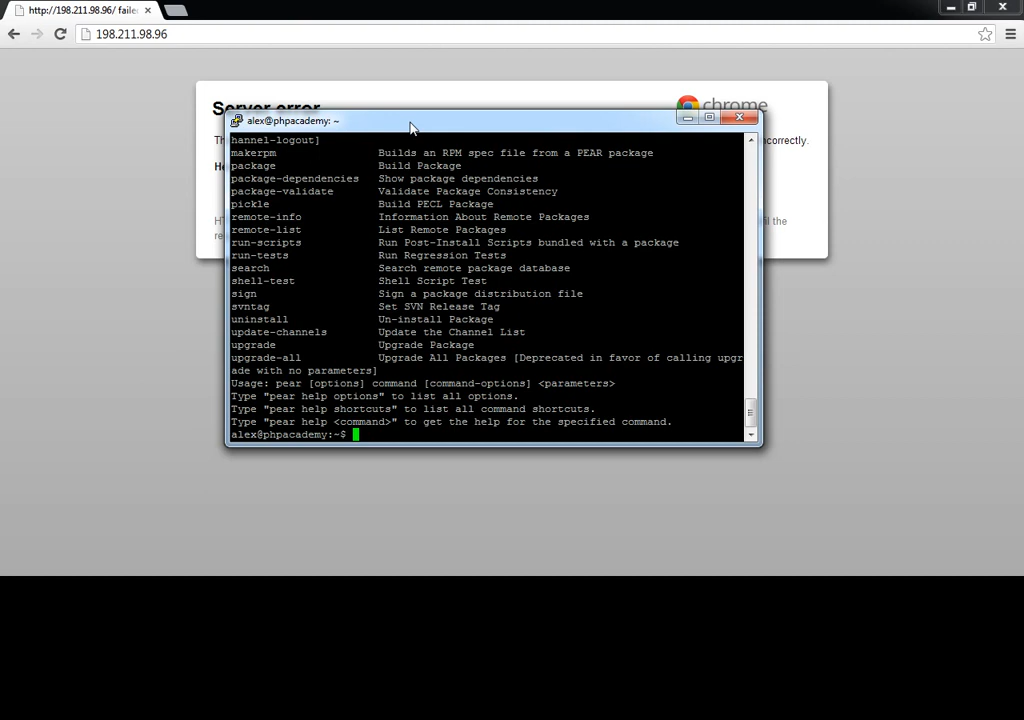 http://198.211.98.96/ faile
198.211.98.96
Server error
chrome
ncorrectly.
alex@phpacademy: ~
hannel-logout]
makerpm Builds an RPM spec file from a PEAR package
package Build Package
package-dependencies Show package dependencies
package-validate Validate Package Consistency
pickle Build PECL Package
remote-info Information About Remote Packages
remote-list List Remote Packages
run-scripts Run Post-Install Scripts bundled with a package
run-tests Run Regression Tests
search Search remote package database
shell-test Shell Script Test
sign Sign a package distribution file
svntag Set SVN Release Tag
uninstall Un-install Package
update-channels Update the Channel List
upgrade Upgrade Package
upgrade-all Upgrade All Packages [Deprecated in favor of calling upgr
ade with no parameters]
Usage: pear [options] command [command-options] <parameters>
Type "pear help options" to list all options.
Type "pear help shortcuts" to list all command shortcuts.
Type "pear help <command>" to get the help for the specified command.
alex@phpacademy:~$